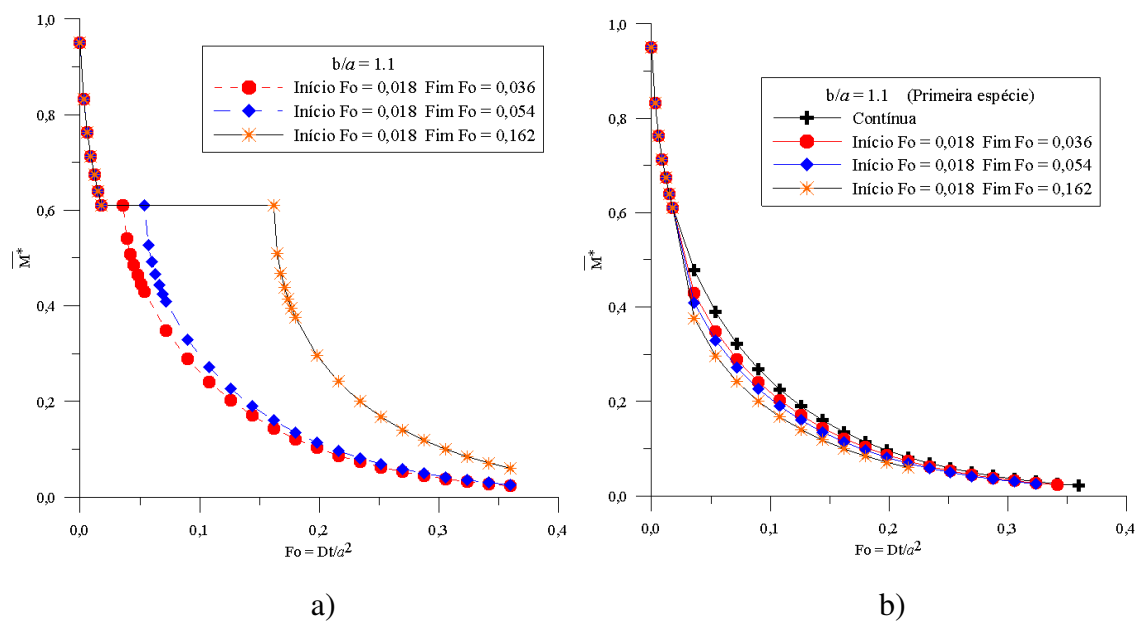 1,0
0,8
0,6
0,4
0,2
0,0
M*
b/a = 1.1
Início Fo = 0,018 Fim Fo = 0,036
Início Fo = 0,018 Fim Fo = 0,054
Início Fo = 0,018 Fim Fo = 0,162
0,0 0,1 0,2 0,3 0,4
Fo = Dt/a²
a)
1,0
0,8
0,6
0,4
0,2
0,0
M*
b/a = 1.1 (Primeira espécie)
Contínua
Início Fo = 0,018 Fim Fo = 0,036
Início Fo = 0,018 Fim Fo = 0,054
Início Fo = 0,018 Fim Fo = 0,162
0,0 0,1 0,2 0,3 0,4
Fo = Dt/a²
b)